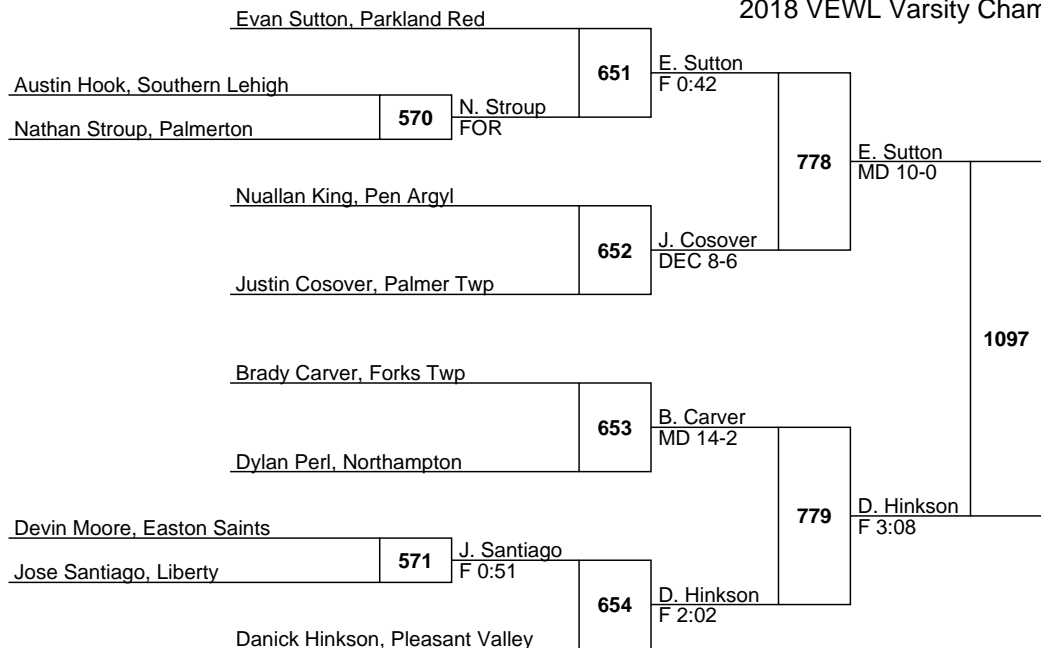 2018 VEWL Varsity Cham
Evan Sutton, Parkland Red
651
E. Sutton
F 0:42
Austin Hook, Southern Lehigh
570
N. Stroup
FOR
Nathan Stroup, Palmerton
778
E. Sutton
MD 10-0
Nuallan King, Pen Argyl
652
J. Cosover
DEC 8-6
Justin Cosover, Palmer Twp
1097
Brady Carver, Forks Twp
653
B. Carver
MD 14-2
Dylan Perl, Northampton
779
D. Hinkson
F 3:08
Devin Moore, Easton Saints
571
J. Santiago
F 0:51
Jose Santiago, Liberty
654
D. Hinkson
F 2:02
Danick Hinkson, Pleasant Valley